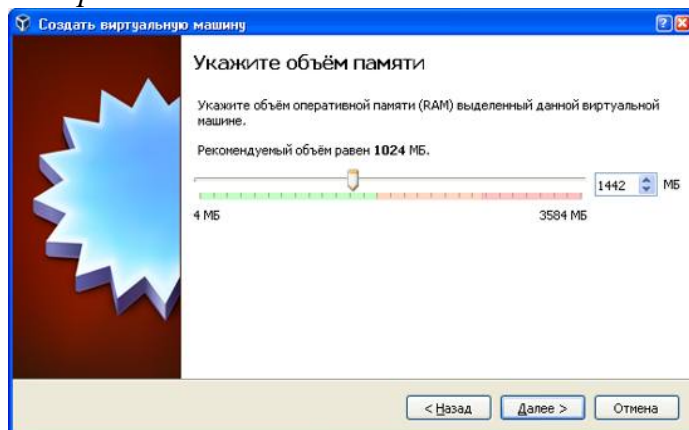 Создать виртуальную машину
Укажите объём памяти
Укажите объём оперативной памяти (RAM) выделенный данной виртуальной
машине.
Рекомендуемый объём равен 1024 МБ.
1442 МБ
4 МБ 3584 МБ
< Назад Далее > Отмена